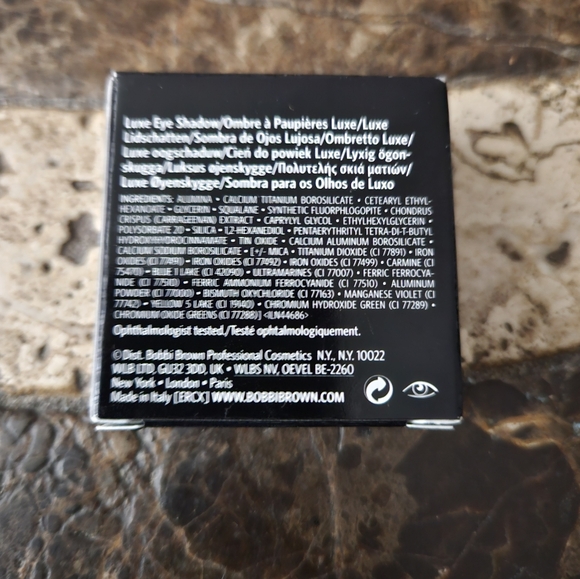 Luxe Eye Shadow/Ombre à Paupières Luxe/Luxe
Lidschatten/Sombra de Ojos Lujosa/Ombretto Luxe/
Luxe oogschaduw/Cień do powiek Luxe/Lyxig ögon-
skugga/Luksus øjenskygge/Πολυτελής σκιά ματιών/
Luxe Øyenskygge/Sombra para os Olhos de Luxo
INGREDIENTS: ALUMINA • CALCIUM TITANIUM BOROSILICATE • CETEARYL ETHYL-
HEXANOATE • GLYCERIN • SQUALANE • SYNTHETIC FLUORPHLOGOPITE • CHONDRUS
CRISPUS (CARRAGEENAN) EXTRACT • CAPRYLYL GLYCOL • ETHYLHEXYLGLYCERIN •
POLYSORBATE 20 • SILICA • 1,2-HEXANEDIOL • PENTAERYTHRITYL TETRA-DI-T-BUTYL
HYDROXYHYDROCINNAMATE • TIN OXIDE • CALCIUM ALUMINUM BOROSILICATE •
CALCIUM SODIUM BOROSILICATE • [+/- MICA • TITANIUM DIOXIDE (CI 77891) • IRON
OXIDES (CI 77491) • IRON OXIDES (CI 77492) • IRON OXIDES (CI 77499) • CARMINE (CI
75470) • BLUE 1 LAKE (CI 42090) • ULTRAMARINES (CI 77007) • FERRIC FERROCYA-
NIDE (CI 77510) • FERRIC AMMONIUM FERROCYANIDE (CI 77510) • ALUMINUM
POWDER (CI 77000) • BISMUTH OXYCHLORIDE (CI 77163) • MANGANESE VIOLET (CI
77742) • YELLOW 5 LAKE (CI 19140) • CHROMIUM HYDROXIDE GREEN (CI 77289) •
CHROMIUM OXIDE GREENS (CI 77288)] <ILN44686>
Ophthalmologist tested./Testé ophtalmologiquement.
© Dist. Bobbi Brown Professional Cosmetics N.Y., N.Y. 10022
WLB LTD, GU32 3DD, UK • WLBS NV, OEVEL BE-2260
New York • London • Paris
Made in Italy [ERCX] WWW.BOBBIBROWN.COM